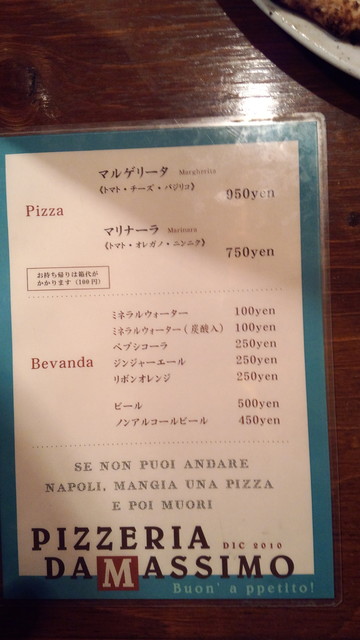 マルゲリータ Margherita
《トマト・チーズ・バジリコ》 950yen
Pizza
マリナーラ Marinara
《トマト・オレガノ・ニンニク》 750yen
お持ち帰りは箱代が
かかります（100円）
ミネラルウォーター 100yen
ミネラルウォーター（炭酸入） 100yen
ペプシコーラ 250yen
Bevanda ジンジャーエール 250yen
リボンオレンジ 250yen
ビール 500yen
ノンアルコールビール 450yen
SE NON PUOI ANDARE
NAPOLI, MANGIA UNA PIZZA
E POI MUORI
PIZZERIA DIC 2010
DA MASSIMO
Buon' a ppetito!